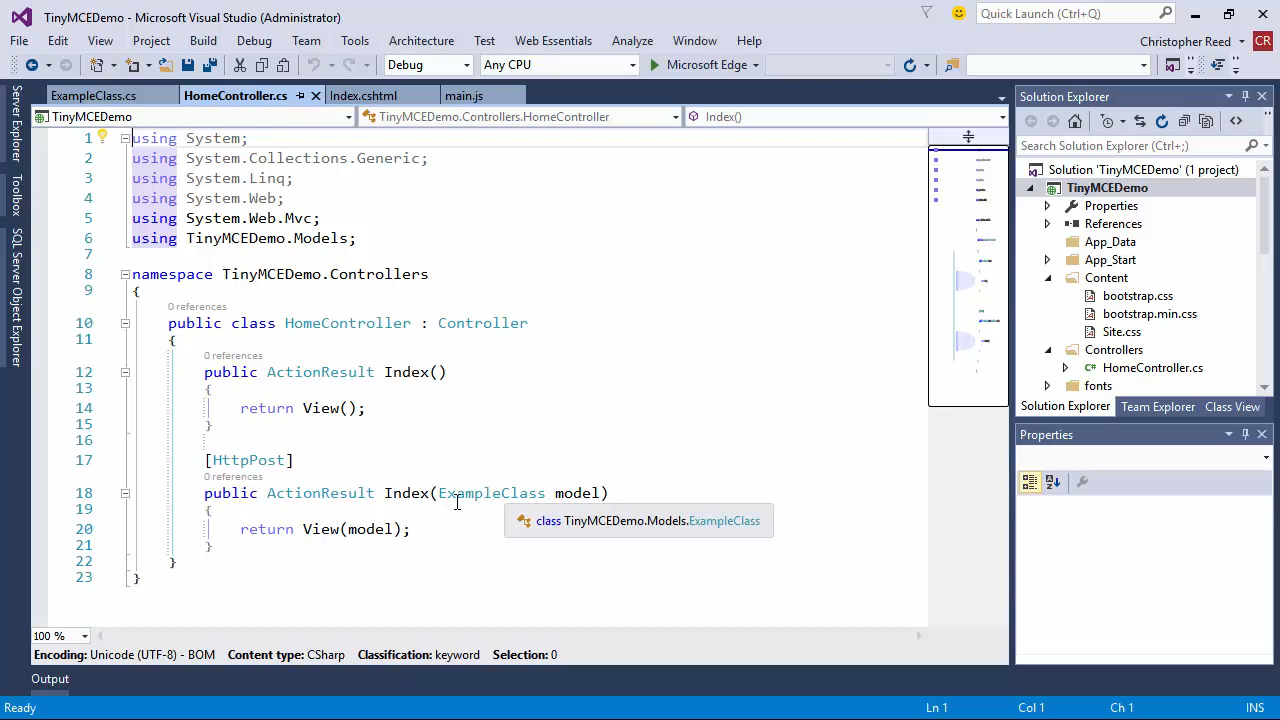 TinyMCEDemo - Microsoft Visual Studio (Administrator)
Quick Launch (Ctrl+Q)
File Edit View Project Build Debug Team Tools Architecture Test Web Essentials Analyze Window Help
Christopher Reed CR
Debug Any CPU Microsoft Edge
Server Explorer
Toolbox
SQL Server Object Explorer
ExampleClass.cs HomeController.cs Index.cshtml main.js
TinyMCEDemo TinyMCEDemo.Controllers.HomeController Index()
1 using System;
2 using System.Collections.Generic;
3 using System.Linq;
4 using System.Web;
5 using System.Web.Mvc;
6 using TinyMCEDemo.Models;
7
8 namespace TinyMCEDemo.Controllers
9 {
0 references
10 public class HomeController : Controller
11 {
0 references
12 public ActionResult Index()
13 {
14 return View();
15 }
16
17 [HttpPost]
0 references
18 public ActionResult Index(ExampleClass model)
19 {
class TinyMCEDemo.Models.ExampleClass
20 return View(model);
21 }
22 }
23 }
100 %
Encoding: Unicode (UTF-8) - BOM Content type: CSharp Classification: keyword Selection: 0
Output
Solution Explorer
Search Solution Explorer (Ctrl+;)
Solution 'TinyMCEDemo' (1 project)
TinyMCEDemo
Properties
References
App_Data
App_Start
Content
bootstrap.css
bootstrap.min.css
Site.css
Controllers
HomeController.cs
fonts
Solution Explorer Team Explorer Class View
Properties
Ready Ln 1 Col 1 Ch 1 INS